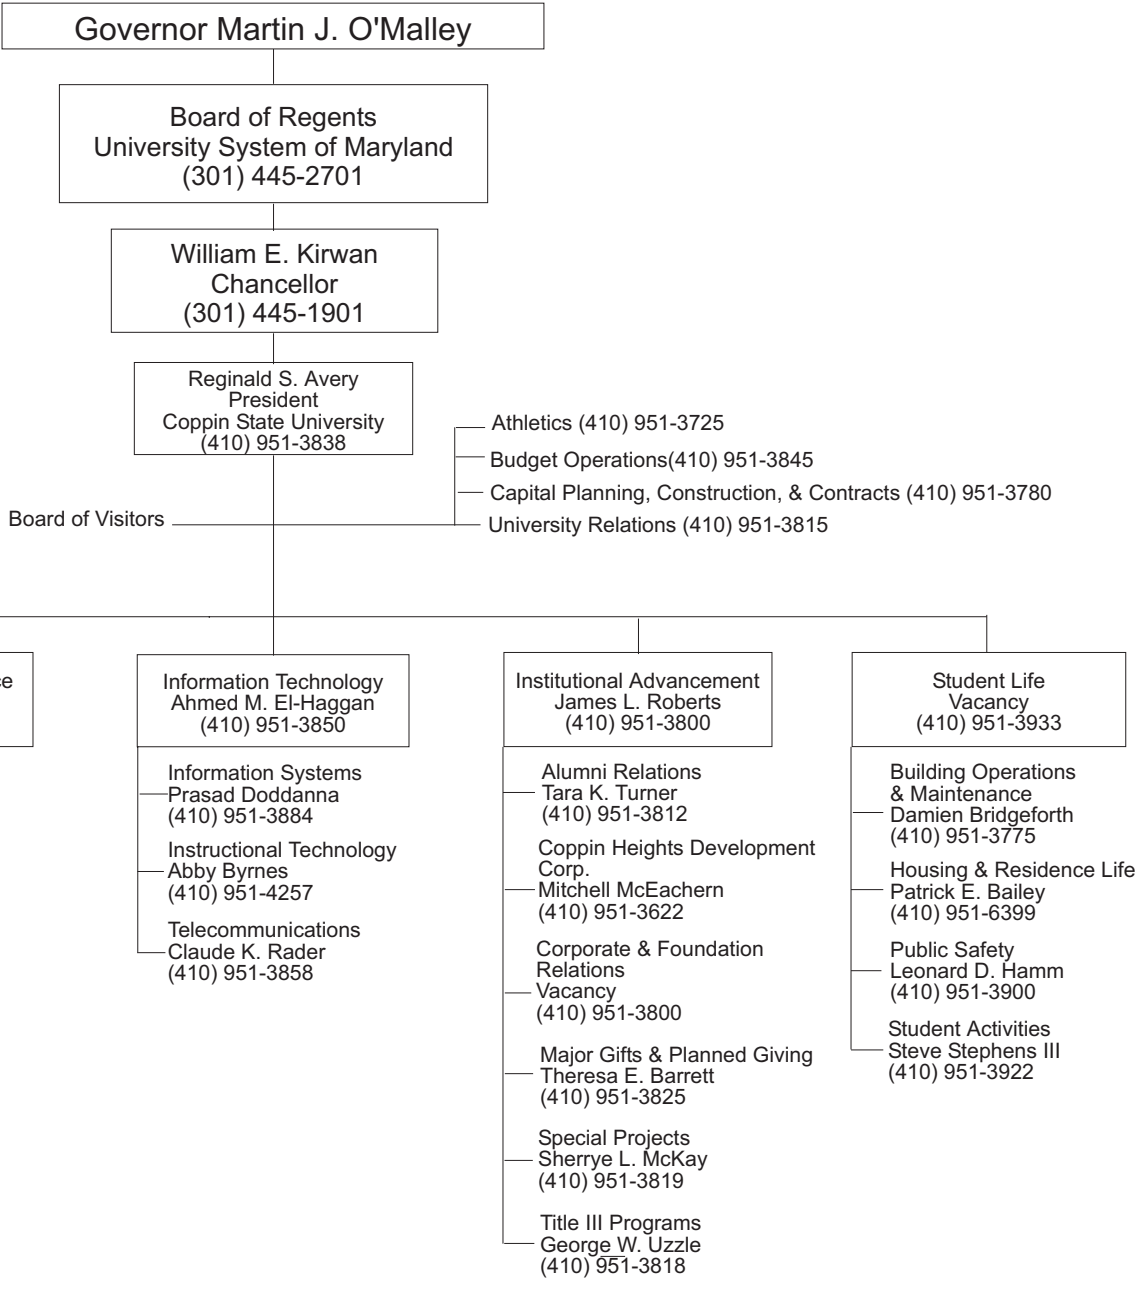 Governor Martin J. O'Malley
Board of Regents
University System of Maryland
(301) 445-2701
William E. Kirwan
Chancellor
(301) 445-1901
Reginald S. Avery
President
Coppin State University
(410) 951-3838
Athletics (410) 951-3725
Budget Operations(410) 951-3845
Capital Planning, Construction, & Contracts (410) 951-3780
Board of Visitors
University Relations (410) 951-3815
ce
Information Technology
Ahmed M. El-Haggan
(410) 951-3850
Information Systems
Prasad Doddanna
(410) 951-3884
Instructional Technology
Abby Byrnes
(410) 951-4257
Telecommunications
Claude K. Rader
(410) 951-3858
Institutional Advancement
James L. Roberts
(410) 951-3800
Alumni Relations
Tara K. Turner
(410) 951-3812
Coppin Heights Development
Corp.
Mitchell McEachern
(410) 951-3622
Corporate & Foundation
Relations
Vacancy
(410) 951-3800
Major Gifts & Planned Giving
Theresa E. Barrett
(410) 951-3825
Special Projects
Sherrye L. McKay
(410) 951-3819
Title III Programs
George W. Uzzle
(410) 951-3818
Student Life
Vacancy
(410) 951-3933
Building Operations
& Maintenance
Damien Bridgeforth
(410) 951-3775
Housing & Residence Life
Patrick E. Bailey
(410) 951-6399
Public Safety
Leonard D. Hamm
(410) 951-3900
Student Activities
Steve Stephens III
(410) 951-3922